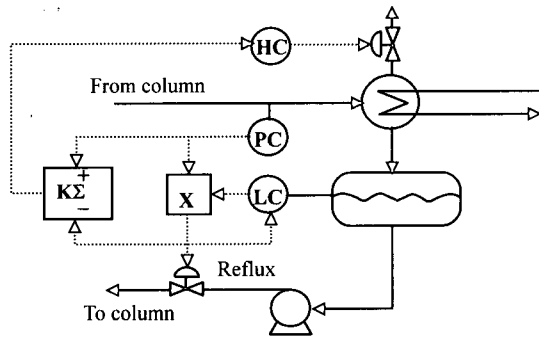 HC
From column
PC
KΣ
+
−
X
LC
Reflux
To column